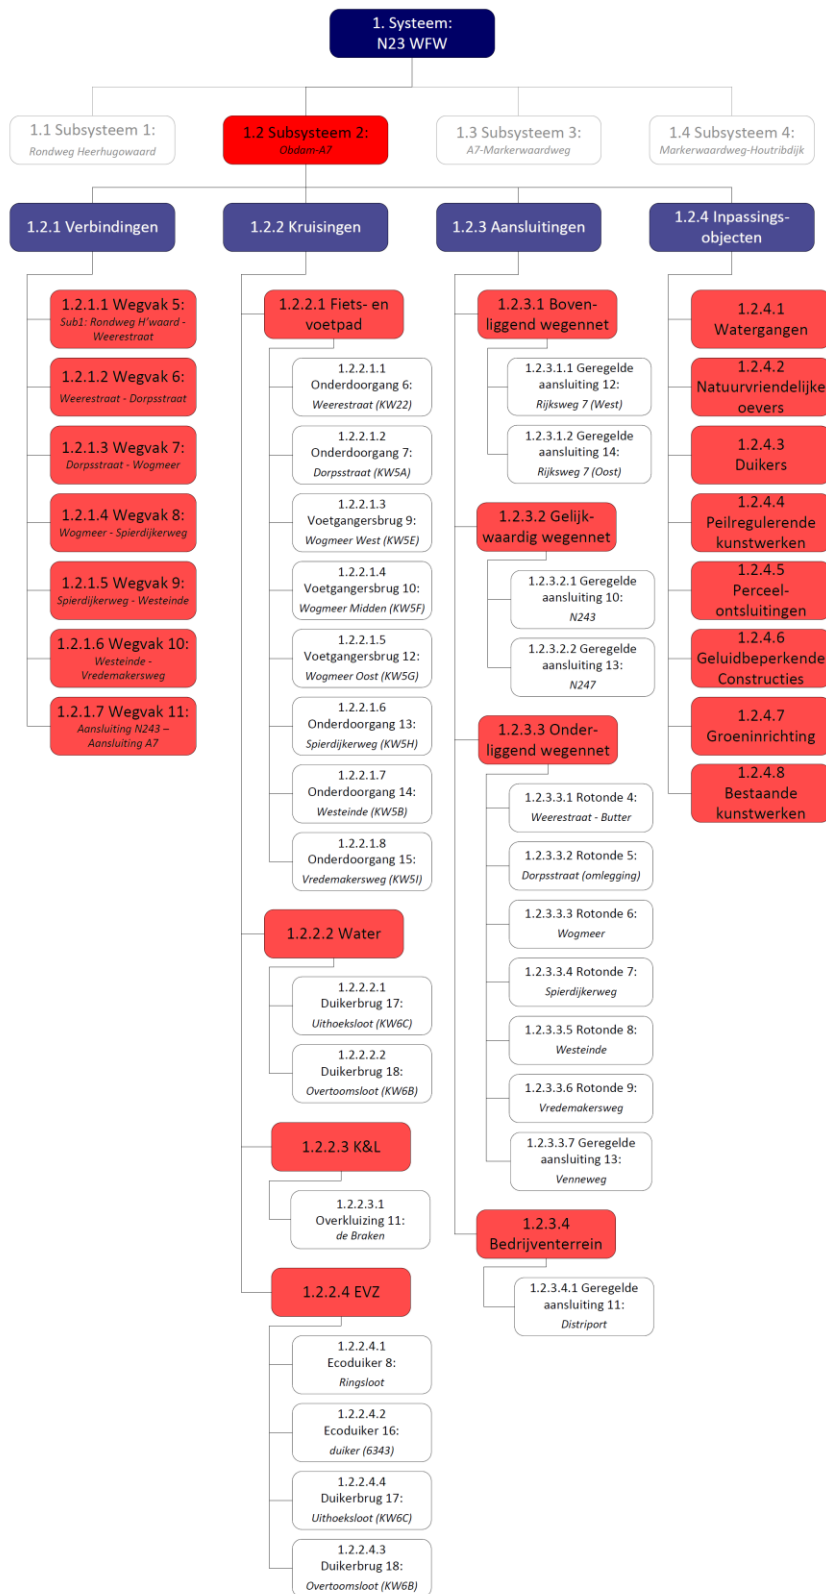 1. Systeem:
N23 WFW
1.1 Subsysteem 1:
Rondweg Heerhugowaard
1.2 Subsysteem 2:
Obdam-A7
1.3 Subsysteem 3:
A7-Markerwaardweg
1.4 Subsysteem 4:
Markerwaardweg-Houtribdijk
1.2.1 Verbindingen
1.2.1.1 Wegvak 5:
Sub1: Rondweg H'waard -
Weerestraat
1.2.1.2 Wegvak 6:
Weerestraat - Dorpsstraat
1.2.1.3 Wegvak 7:
Dorpsstraat - Wogmeer
1.2.1.4 Wegvak 8:
Wogmeer - Spierdijkerweg
1.2.1.5 Wegvak 9:
Spierdijkerweg - Westeinde
1.2.1.6 Wegvak 10:
Westeinde -
Vredemakersweg
1.2.1.7 Wegvak 11:
Aansluiting N243 –
Aansluiting A7
1.2.2 Kruisingen
1.2.2.1 Fiets- en
voetpad
1.2.2.1.1
Onderdoorgang 6:
Weerestraat (KW22)
1.2.2.1.2
Onderdoorgang 7:
Dorpsstraat (KW5A)
1.2.2.1.3
Voetgangersbrug 9:
Wogmeer West (KW5E)
1.2.2.1.4
Voetgangersbrug 10:
Wogmeer Midden (KW5F)
1.2.2.1.5
Voetgangersbrug 12:
Wogmeer Oost (KW5G)
1.2.2.1.6
Onderdoorgang 13:
Spierdijkerweg (KW5H)
1.2.2.1.7
Onderdoorgang 14:
Westeinde (KW5B)
1.2.2.1.8
Onderdoorgang 15:
Vredemakersweg (KW5I)
1.2.2.2 Water
1.2.2.2.1
Duikerbrug 17:
Uithoeksloot (KW6C)
1.2.2.2.2
Duikerbrug 18:
Overtoomsloot (KW6B)
1.2.2.3 K&L
1.2.2.3.1
Overkluizing 11:
de Braken
1.2.2.4 EVZ
1.2.2.4.1
Ecoduiker 8:
Ringsloot
1.2.2.4.2
Ecoduiker 16:
duiker (6343)
1.2.2.4.4
Duikerbrug 17:
Uithoeksloot (KW6C)
1.2.2.4.3
Duikerbrug 18:
Overtoomsloot (KW6B)
1.2.3 Aansluitingen
1.2.3.1 Boven-
liggend wegennet
1.2.3.1.1 Geregelde
aansluiting 12:
Rijksweg 7 (West)
1.2.3.1.2 Geregelde
aansluiting 14:
Rijksweg 7 (Oost)
1.2.3.2 Gelijk-
waardig wegennet
1.2.3.2.1 Geregelde
aansluiting 10:
N243
1.2.3.2.2 Geregelde
aansluiting 13:
N247
1.2.3.3 Onder-
liggend wegennet
1.2.3.3.1 Rotonde 4:
Weerestraat - Butter
1.2.3.3.2 Rotonde 5:
Dorpsstraat (omlegging)
1.2.3.3.3 Rotonde 6:
Wogmeer
1.2.3.3.4 Rotonde 7:
Spierdijkerweg
1.2.3.3.5 Rotonde 8:
Westeinde
1.2.3.3.6 Rotonde 9:
Vredemakersweg
1.2.3.3.7 Geregelde
aansluiting 13:
Venneweg
1.2.3.4
Bedrijventerrein
1.2.3.4.1 Geregelde
aansluiting 11:
Distriport
1.2.4 Inpassings-
objecten
1.2.4.1
Watergangen
1.2.4.2
Natuurvriendelijke
oevers
1.2.4.3
Duikers
1.2.4.4
Peilregulerende
kunstwerken
1.2.4.5
Perceel-
ontsluitingen
1.2.4.6
Geluidbeperkende
Constructies
1.2.4.7
Groeninrichting
1.2.4.8
Bestaande
kunstwerken